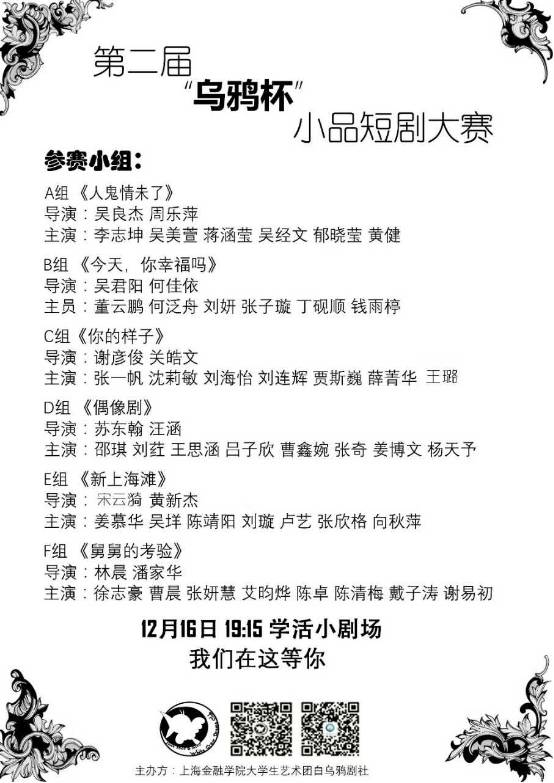 第二届
“乌鸦杯”
小品短剧大赛
参赛小组：
A组 《人鬼情未了》
导演：吴良杰 周乐萍
主演：李志坤 吴美萱 蒋涵莹 吴经文 郁晓莹 黄健
B组 《今天，你幸福吗》
导演：吴君阳 何佳依
主员：董云鹏 何泛舟 刘妍 张子璇 丁砚顺 钱雨楟
C组《你的样子》
导演：谢彦俊 关皓文
主演：张一帆 沈莉敏 刘海怡 刘连辉 贾斯巍 薛菁华 王璐
D组 《偶像剧》
导演：苏东翰 汪涵
主演：邵琪 刘荭 王思涵 吕子欣 曹鑫婉 张奇 姜博文 杨天予
E组 《新上海滩》
导演：宋云漪 黄新杰
主演：姜慕华 吴垟 陈靖阳 刘璇 卢艺 张欣格 向秋萍
F组 《舅舅的考验》
导演：林晨 潘家华
主演：徐志豪 曹晨 张妍慧 艾昀烨 陈卓 陈清梅 戴子涛 谢易初
12月16日 19:15 学活小剧场
我们在这等你
主办方：上海金融学院大学生艺术团白乌鸦剧社